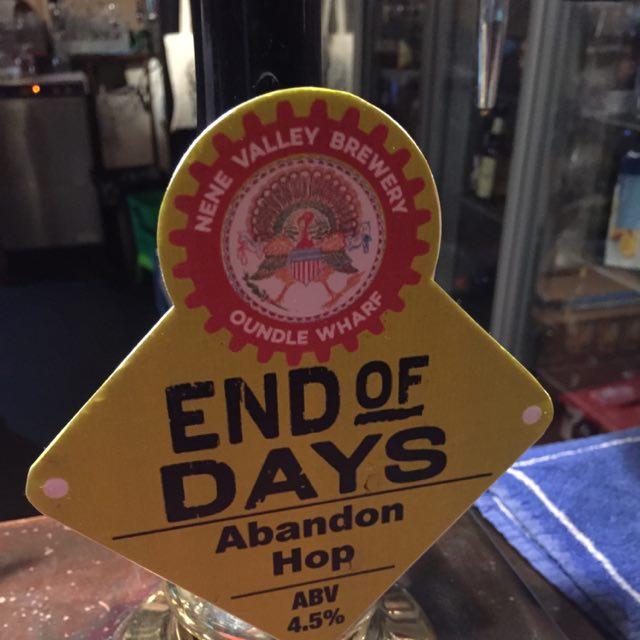 NENE VALLEY BREWERY
OUNDLE WHARF
END OF
DAYS
Abandon
Hop
ABV
4.5%